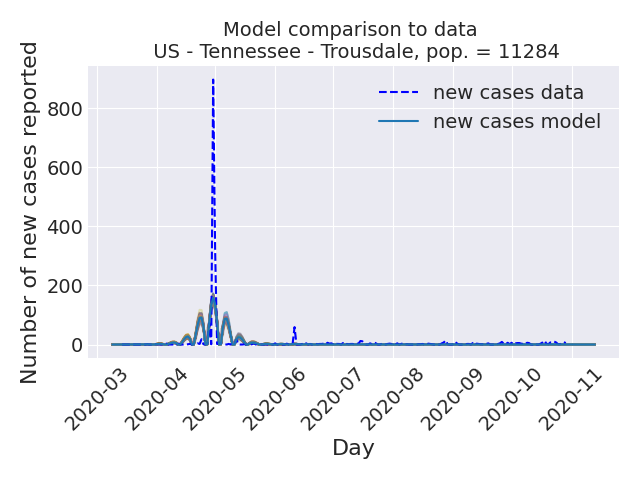 Model comparison to data
US - Tennessee - Trousdale, pop. = 11284
Number of new cases reported
800
600
400
200
0
new cases data
new cases model
2020-03
2020-04
2020-05
2020-06
2020-07
2020-08
2020-09
2020-10
2020-11
Day